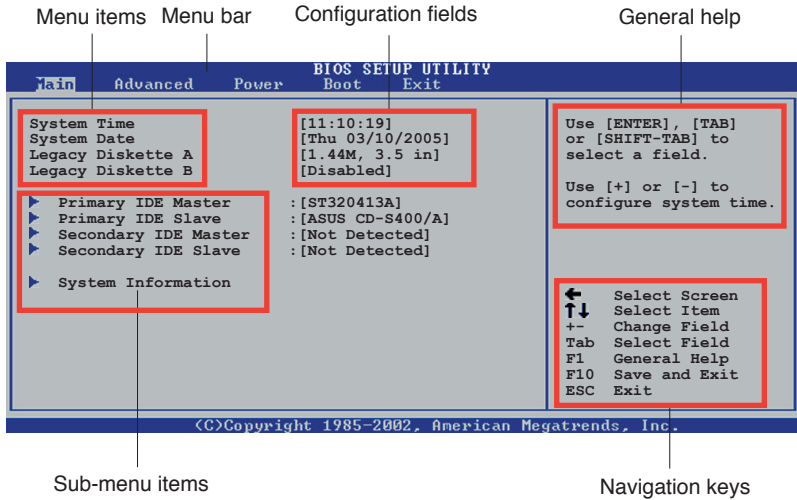 Menu items Menu bar Configuration fields General help
BIOS SETUP UTILITY
Main Advanced Power Boot Exit
System Time [11:10:19]
System Date [Thu 03/10/2005]
Legacy Diskette A [1.44M, 3.5 in]
Legacy Diskette B [Disabled]
Primary IDE Master :[ST320413A]
Primary IDE Slave :[ASUS CD-S400/A]
Secondary IDE Master :[Not Detected]
Secondary IDE Slave :[Not Detected]
System Information
Use [ENTER], [TAB]
or [SHIFT-TAB] to
select a field.
Use [+] or [-] to
configure system time.
← Select Screen
↑↓ Select Item
+- Change Field
Tab Select Field
F1 General Help
F10 Save and Exit
ESC Exit
(C)Copyright 1985-2002, American Megatrends, Inc.
Sub-menu items Navigation keys